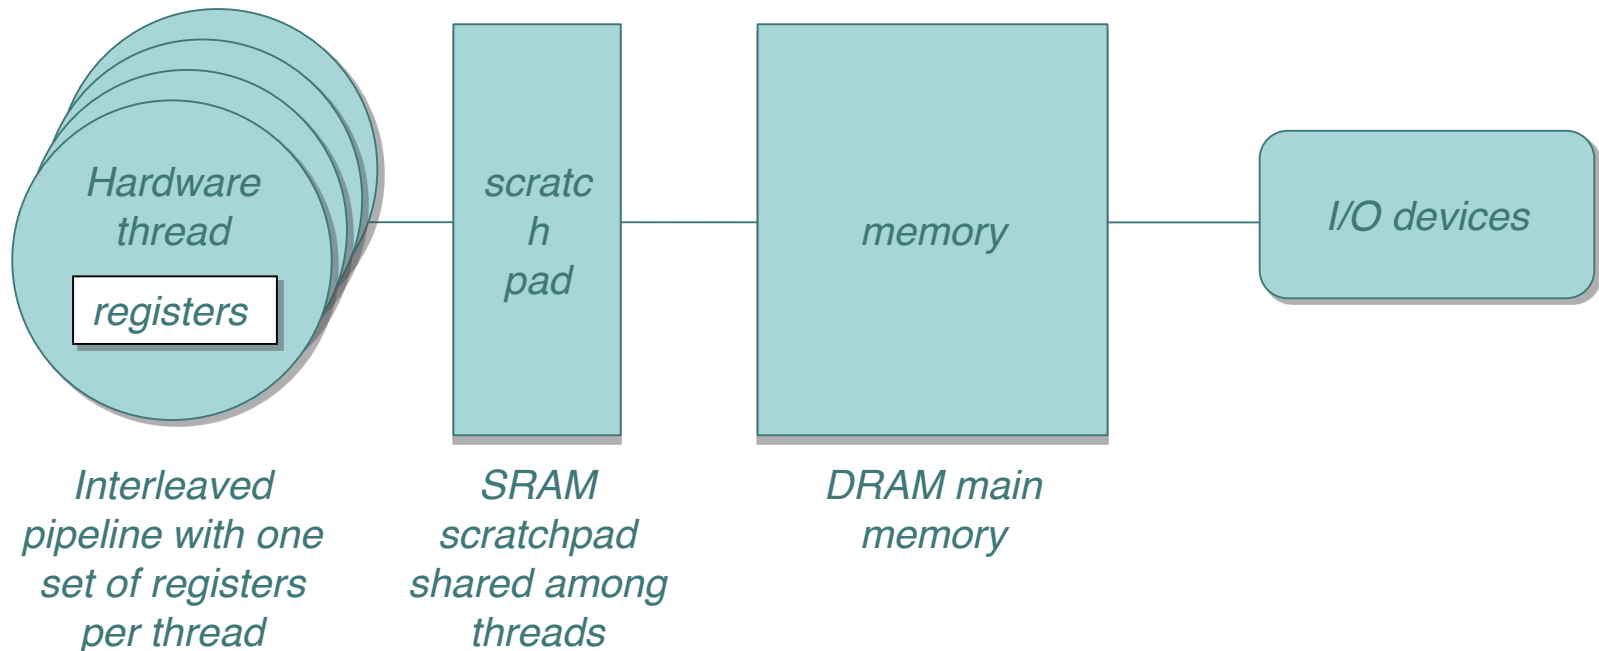 Hardware
thread
registers
scratc
h
pad
memory
I/O devices
Interleaved
pipeline with one
set of registers
per thread
SRAM
scratchpad
shared among
threads
DRAM main
memory